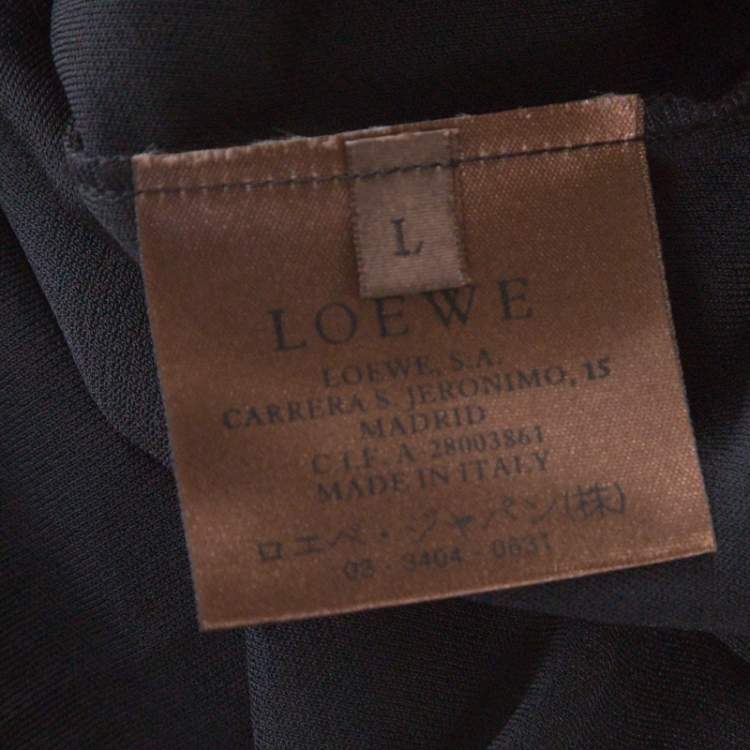 L
LOEWE
LOEWE, S.A.
CARRERA S. JERONIMO, 15
MADRID
C.I.F. A 28003861
MADE IN ITALY
ロエベ・ジャパン(株)
03 - 3404 - 0631